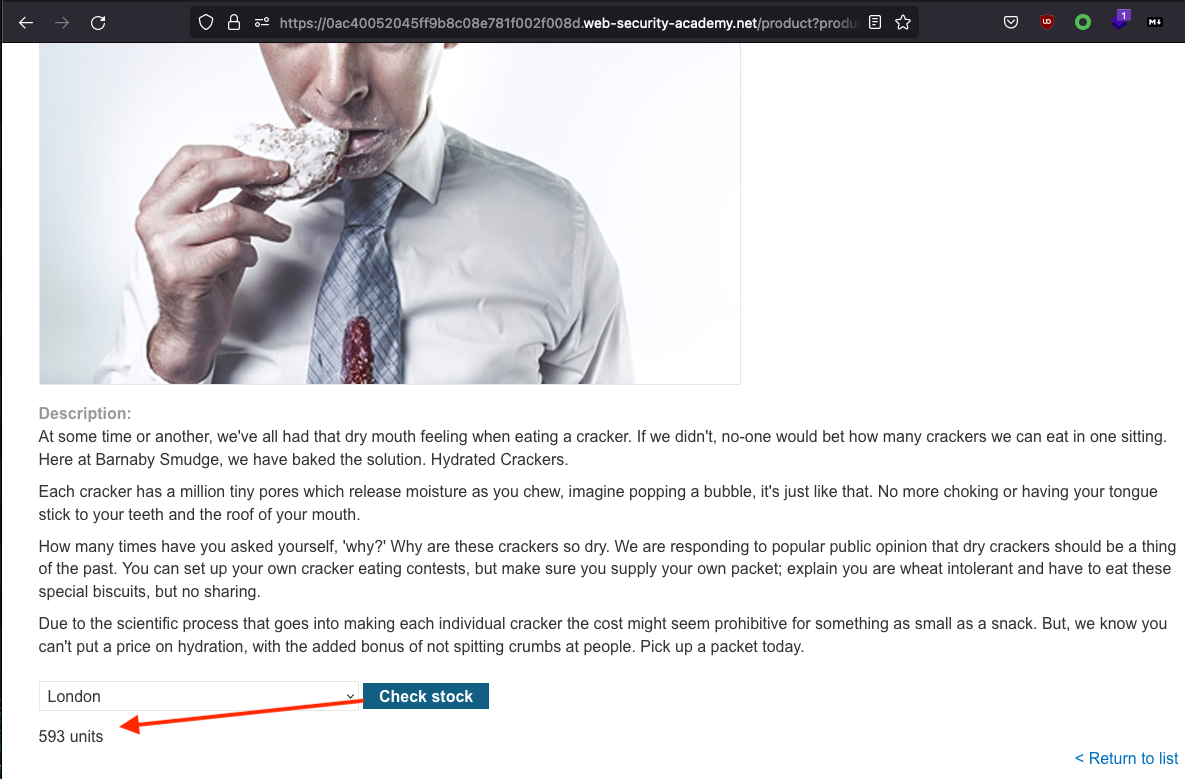 https://0ac40052045ff9b8c08e781f002f008d.web-security-academy.net/product?produ
1
Description:
At some time or another, we've all had that dry mouth feeling when eating a cracker. If we didn't, no-one would bet how many crackers we can eat in one sitting.
Here at Barnaby Smudge, we have baked the solution. Hydrated Crackers.
Each cracker has a million tiny pores which release moisture as you chew, imagine popping a bubble, it's just like that. No more choking or having your tongue
stick to your teeth and the roof of your mouth.
How many times have you asked yourself, 'why?' Why are these crackers so dry. We are responding to popular public opinion that dry crackers should be a thing
of the past. You can set up your own cracker eating contests, but make sure you supply your own packet; explain you are wheat intolerant and have to eat these
special biscuits, but no sharing.
Due to the scientific process that goes into making each individual cracker the cost might seem prohibitive for something as small as a snack. But, we know you
can't put a price on hydration, with the added bonus of not spitting crumbs at people. Pick up a packet today.
London Check stock
593 units
< Return to list